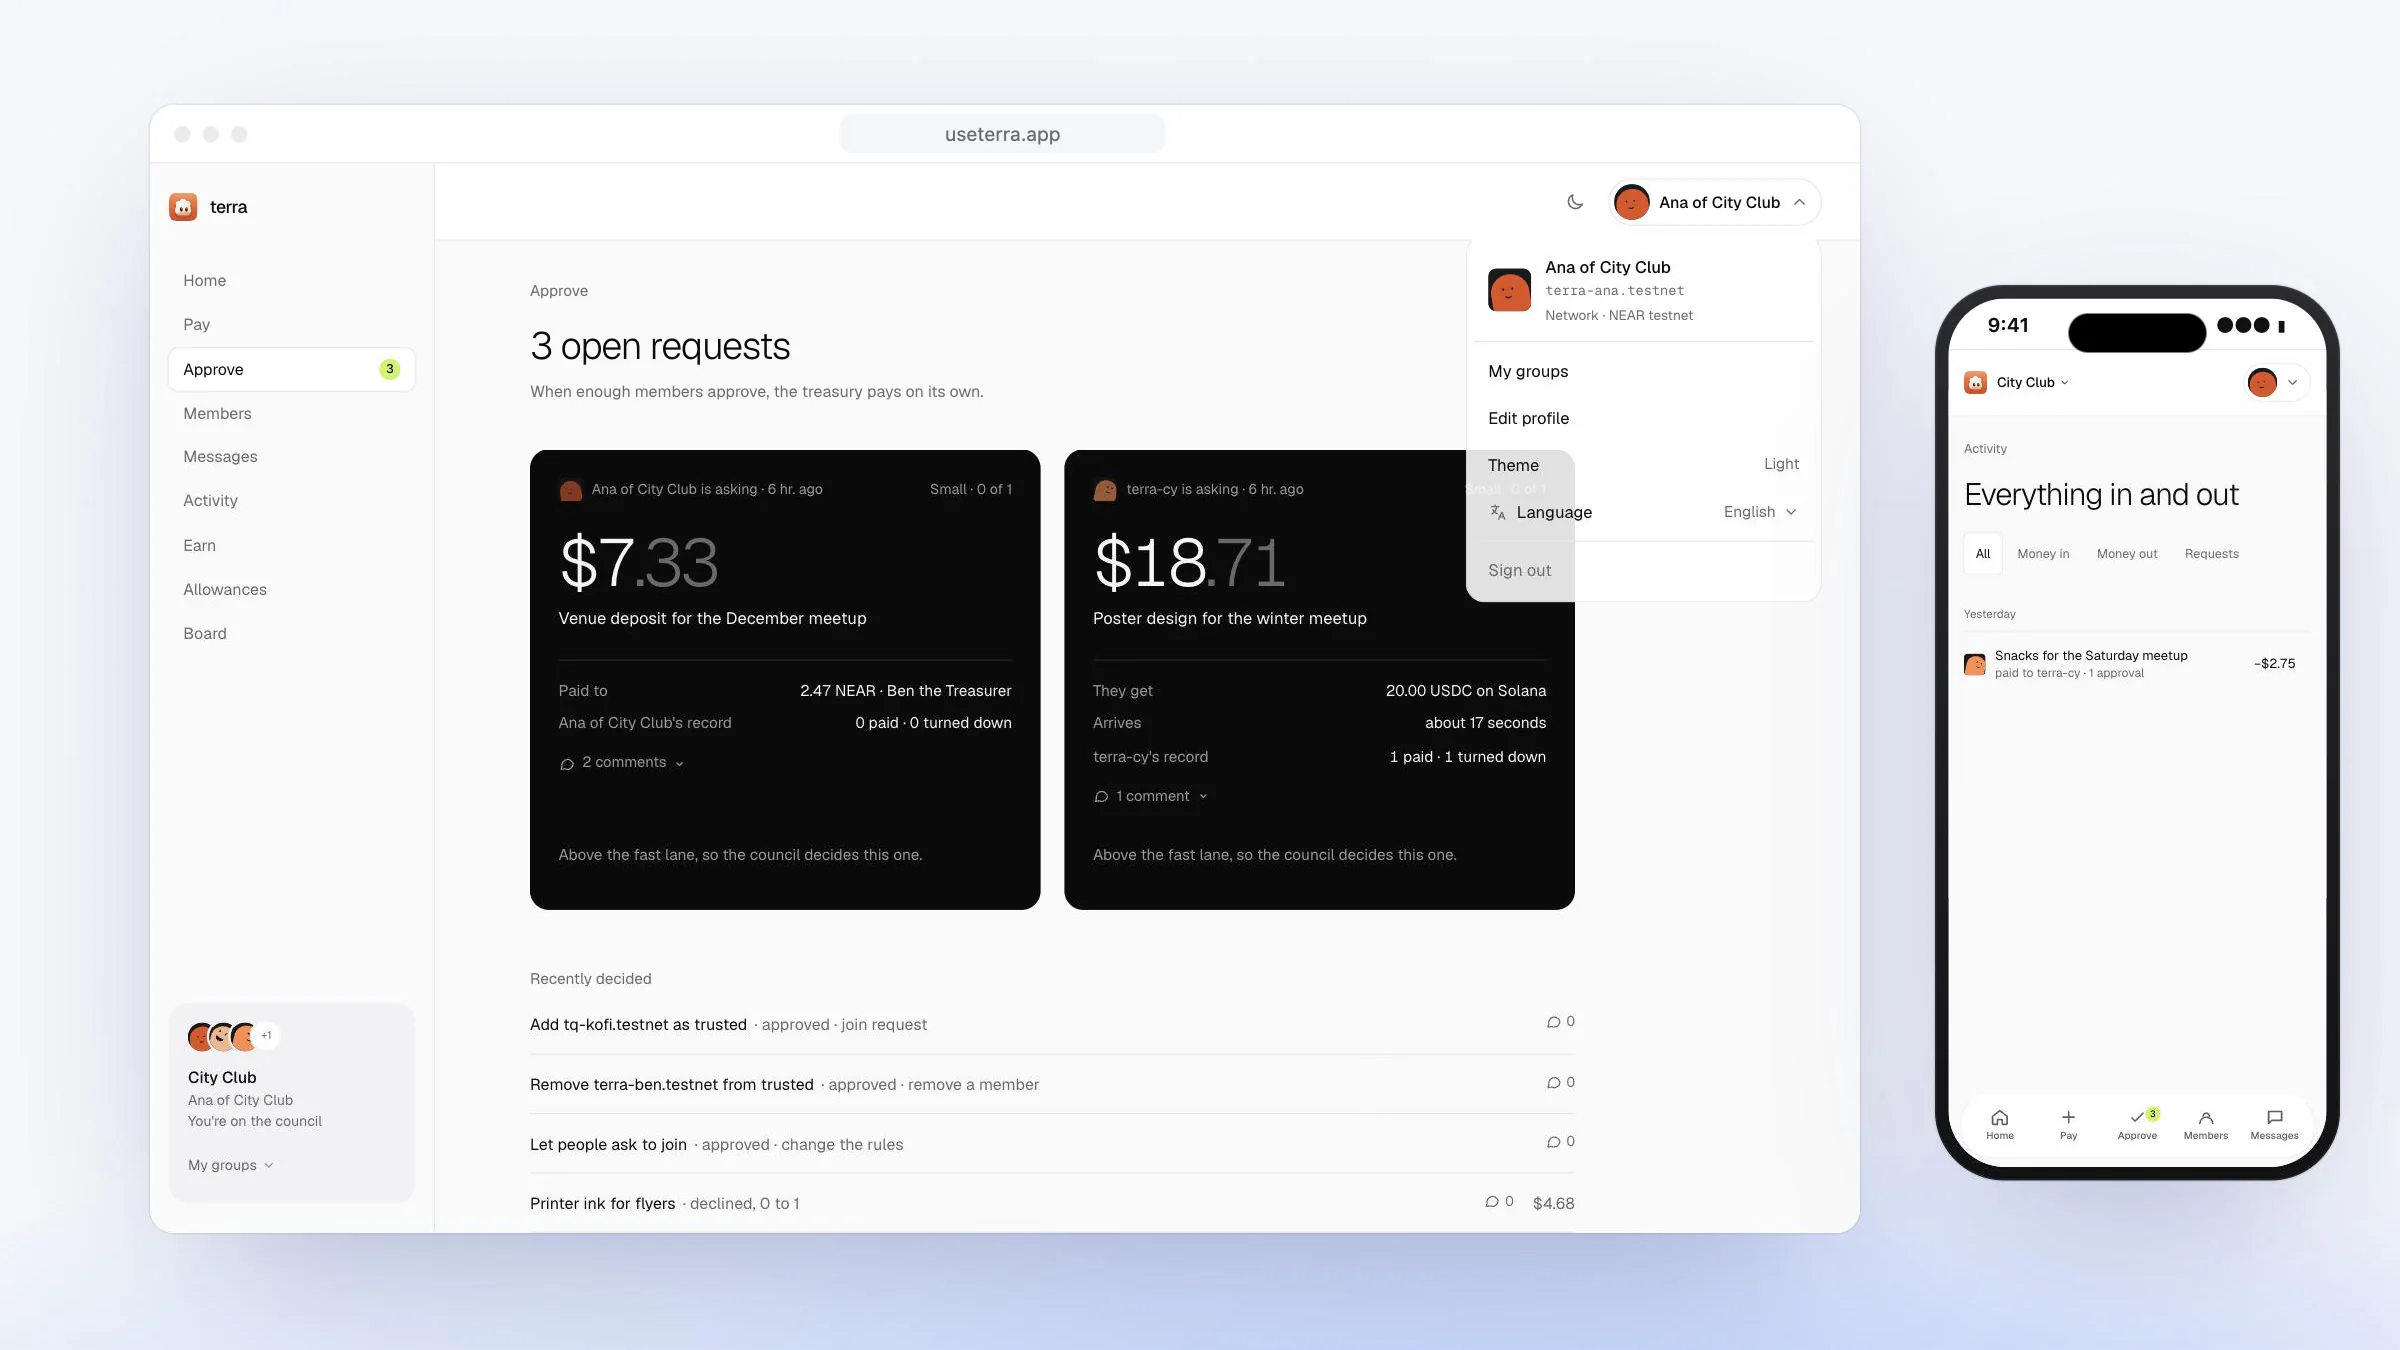 useterra.app
terra
Ana of City Club
Home
Pay
Approve 3
Members
Messages
Activity
Earn
Allowances
Board
+1
City Club
Ana of City Club
You're on the council
My groups
Approve
3 open requests
When enough members approve, the treasury pays on its own.
Ana of City Club is asking · 6 hr. ago Small · 0 of 1
$7.33
Venue deposit for the December meetup
Paid to 2.47 NEAR · Ben the Treasurer
Ana of City Club's record 0 paid · 0 turned down
2 comments
Above the fast lane, so the council decides this one.
terra-cy is asking · 6 hr. ago Small · 0 of 1
$18.71
Poster design for the winter meetup
They get 20.00 USDC on Solana
Arrives about 17 seconds
terra-cy's record 1 paid · 1 turned down
1 comment
Above the fast lane, so the council decides this one.
Recently decided
Add tq-kofi.testnet as trusted · approved · join request 0
Remove terra-ben.testnet from trusted · approved · remove a member 0
Let people ask to join · approved · change the rules 0
Printer ink for flyers · declined, 0 to 1 0 $4.68
Ana of City Club
terra-ana.testnet
Network · NEAR testnet
My groups
Edit profile
Theme Light
Language English
Sign out
9:41
City Club
Activity
Everything in and out
All Money in Money out Requests
Yesterday
Snacks for the Saturday meetup −$2.75
paid to terra-cy · 1 approval
3
Home Pay Approve Members Messages